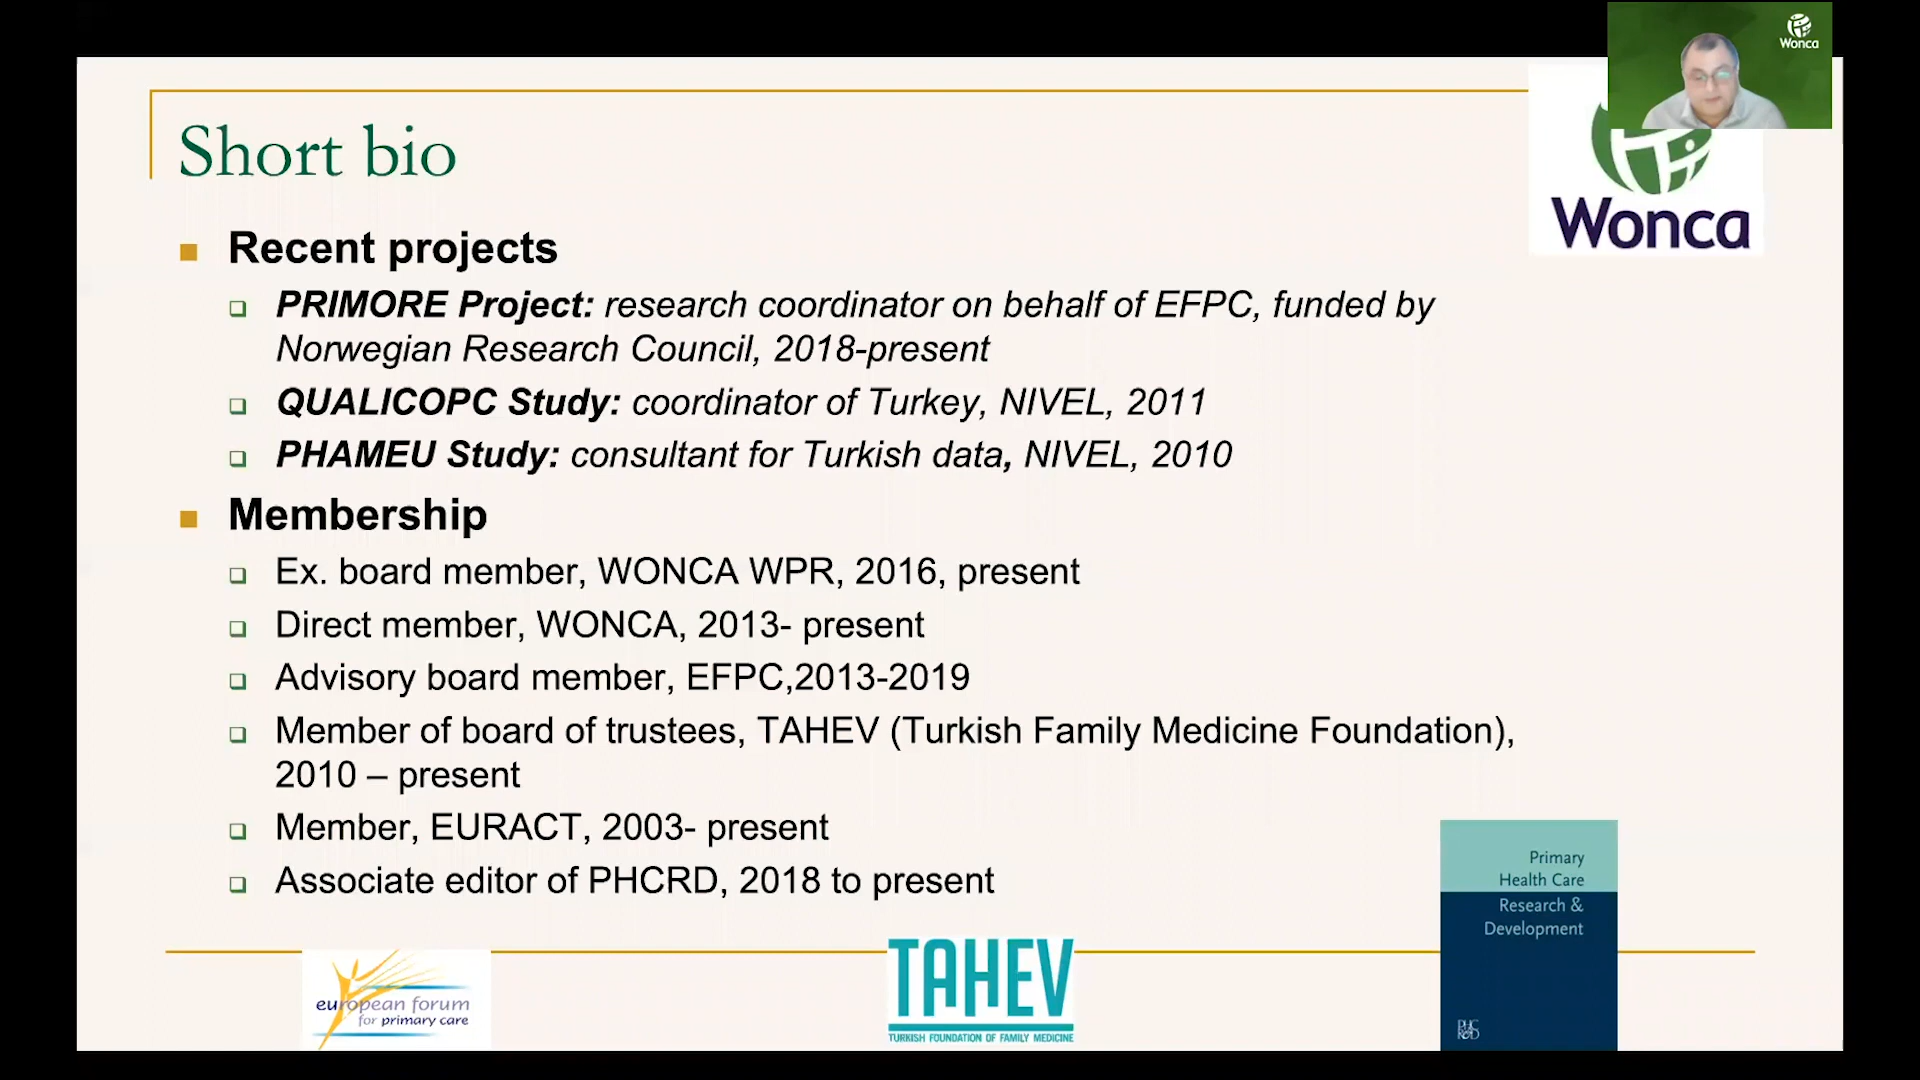 Wonca
Short bio
Wonca
Recent projects
PRIMORE Project: research coordinator on behalf of EFPC, funded by
Norwegian Research Council, 2018-present
QUALICOPC Study: coordinator of Turkey, NIVEL, 2011
PHAMEU Study: consultant for Turkish data, NIVEL, 2010
Membership
Ex. board member, WONCA WPR, 2016, present
Direct member, WONCA, 2013- present
Advisory board member, EFPC,2013-2019
Member of board of trustees, TAHEV (Turkish Family Medicine Foundation),
2010 – present
Member, EURACT, 2003- present
Associate editor of PHCRD, 2018 to present
Primary
Health Care
Research &
Development
PHC
R&D
european forum
for primary care
TAHEV
TURKISH FOUNDATION OF FAMILY MEDICINE